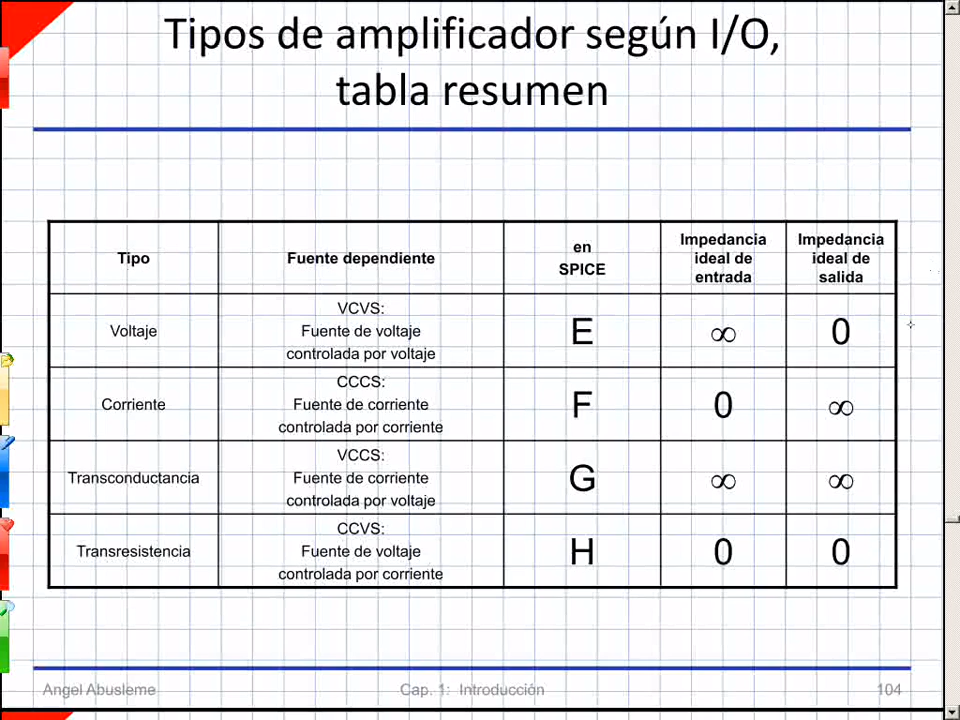 Tipos de amplificador según I/O,
tabla resumen
Tipo
Fuente dependiente
en
SPICE
Impedancia
ideal de
entrada
Impedancia
ideal de
salida
Voltaje
VCVS:
Fuente de voltaje
controlada por voltaje
E
∞
0
Corriente
CCCS:
Fuente de corriente
controlada por corriente
F
0
∞
Transconductancia
VCCS:
Fuente de corriente
controlada por voltaje
G
∞
∞
Transresistencia
CCVS:
Fuente de voltaje
controlada por corriente
H
0
0
Angel Abusleme
Cap. 1: Introducción
104